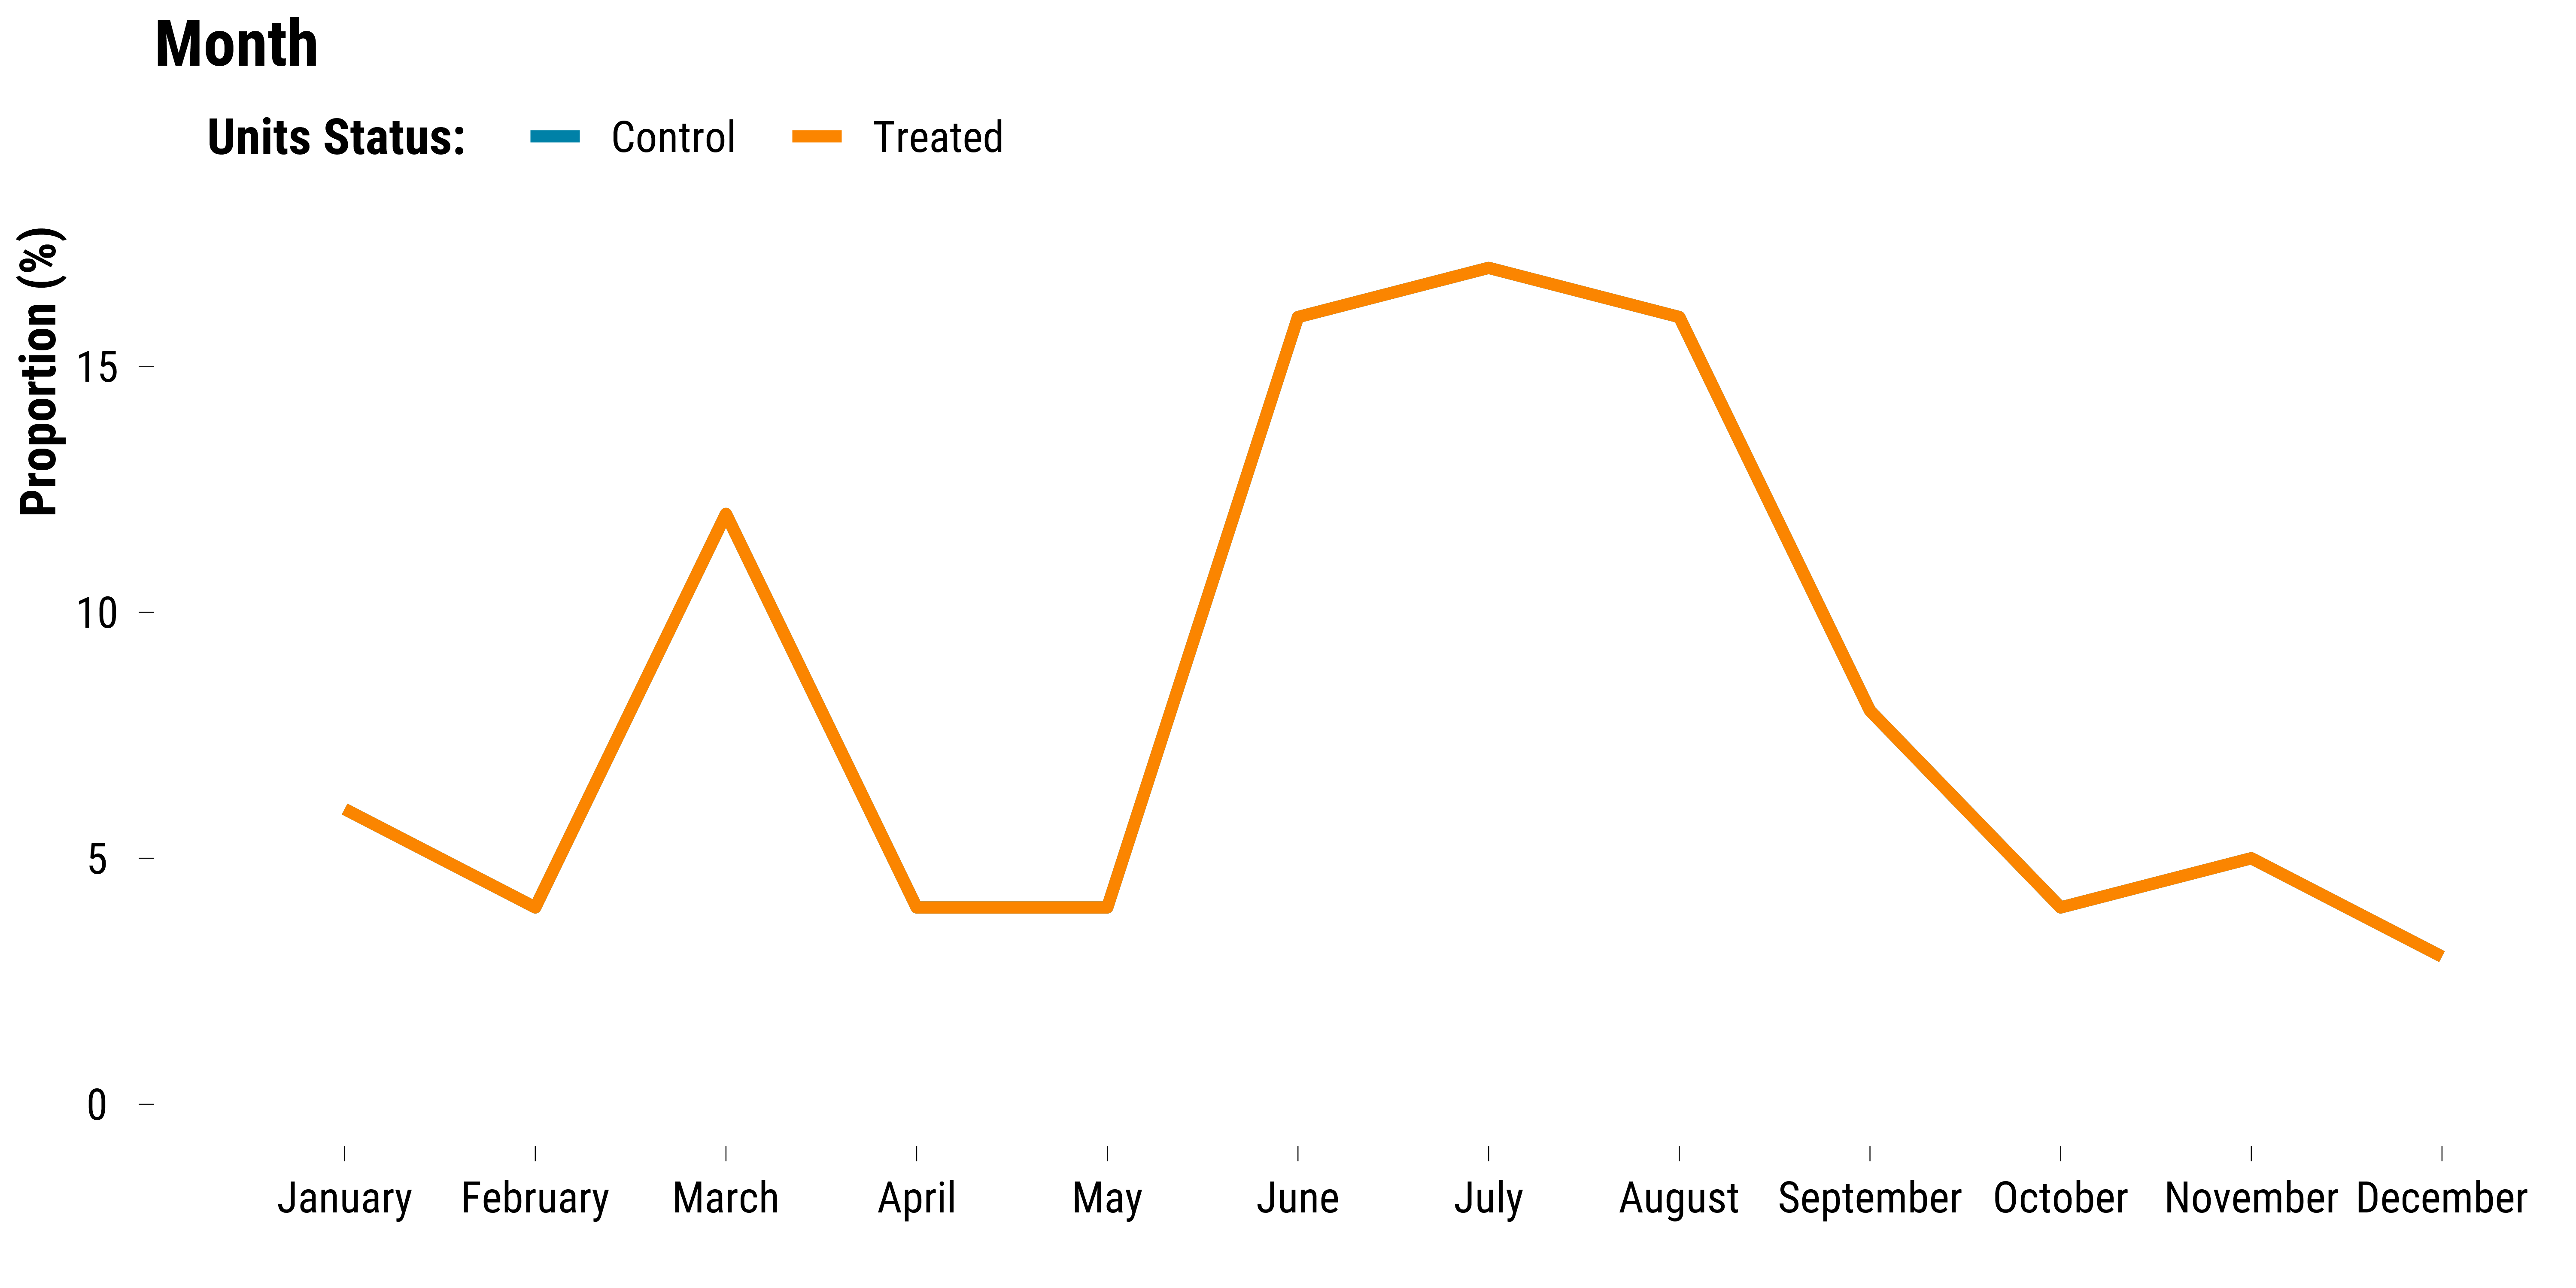 Month
Units Status: Control Treated
Proportion (%)
15
10
5
0
January February March April May June July August September October November December